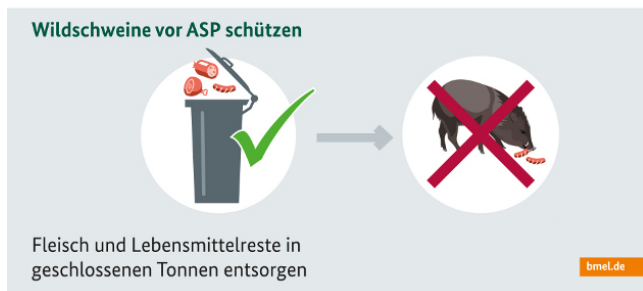 Wildschweine vor ASP schützen
Fleisch und Lebensmittelreste in
geschlossenen Tonnen entsorgen
bmel.de